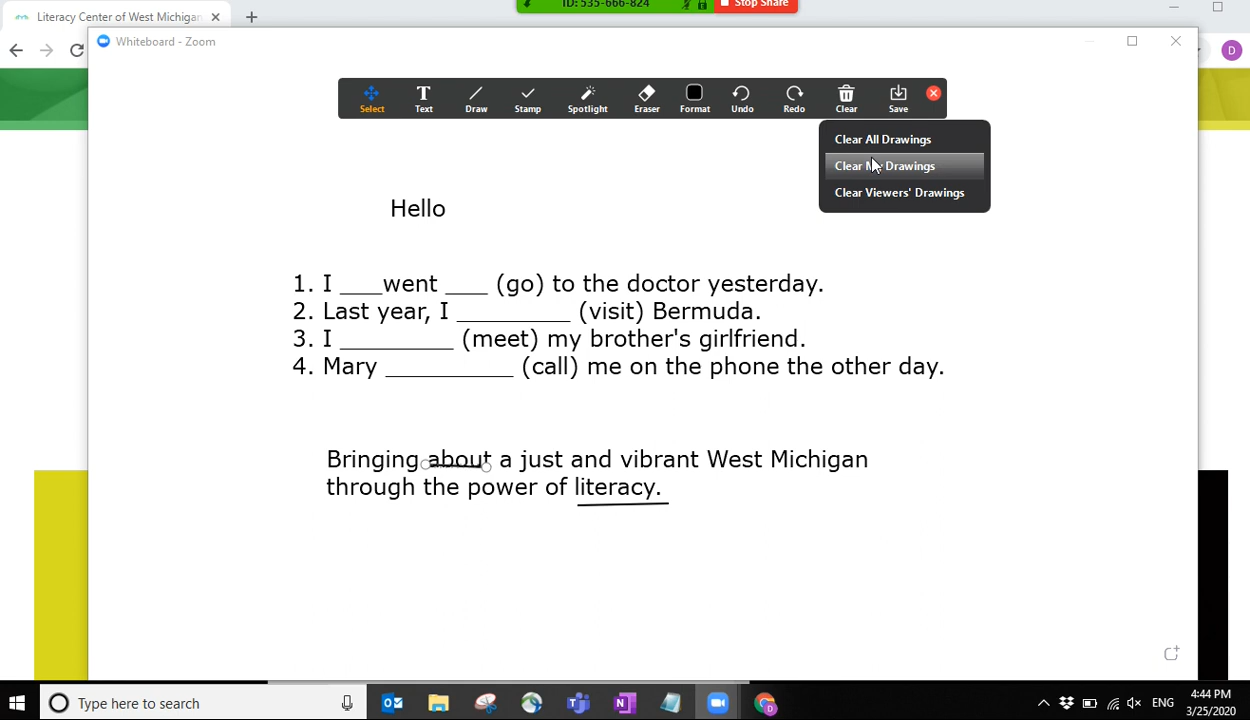 ID: 535-666-824
Stop Share
Literacy Center of West Michigan
Whiteboard - Zoom
D
Select
Text
Draw
Stamp
Spotlight
Eraser
Format
Undo
Redo
Clear
Save
Clear All Drawings
Clear My Drawings
Clear Viewers' Drawings
Hello
1. I ___went ___ (go) to the doctor yesterday.
2. Last year, I ________ (visit) Bermuda.
3. I ________ (meet) my brother's girlfriend.
4. Mary _________ (call) me on the phone the other day.
Bringing about a just and vibrant West Michigan
through the power of literacy.
Type here to search
ENG
4:44 PM
3/25/2020